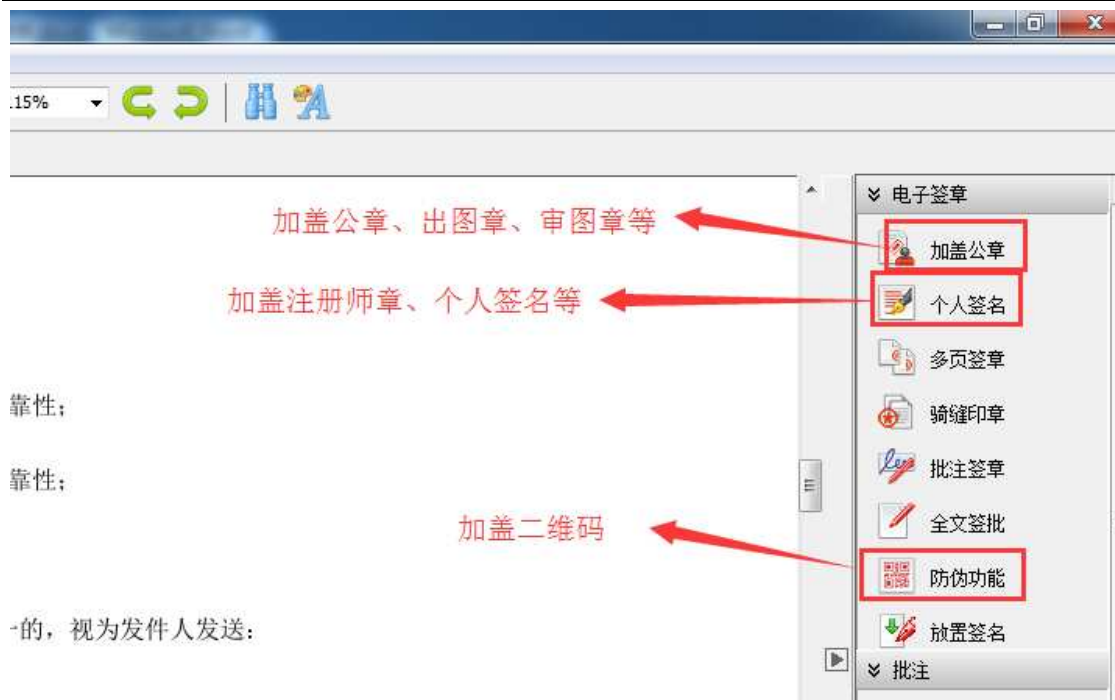 .15%
电子签章
加盖公章、出图章、审图章等
加盖公章
加盖注册师章、个人签名等
个人签名
多页签章
靠性；
骑缝印章
批注签章
靠性；
加盖二维码
全文签批
防伪功能
的，视为发件人发送：
放置签名
批注